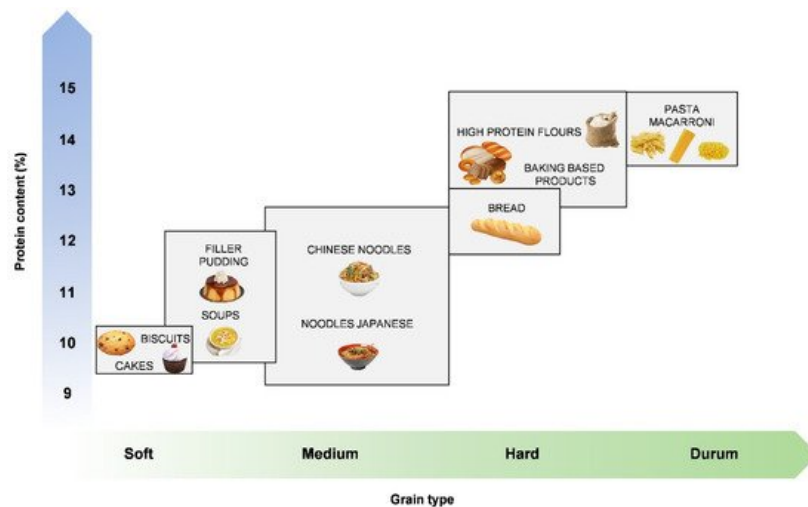 Protein content (%)
15
14
13
12
11
10
9
BISCUITS
CAKES
FILLER
PUDDING
SOUPS
CHINESE NOODLES
NOODLES JAPANESE
HIGH PROTEIN FLOURS
BAKING BASED
PRODUCTS
BREAD
PASTA
MACARRONI
Soft
Medium
Hard
Durum
Grain type